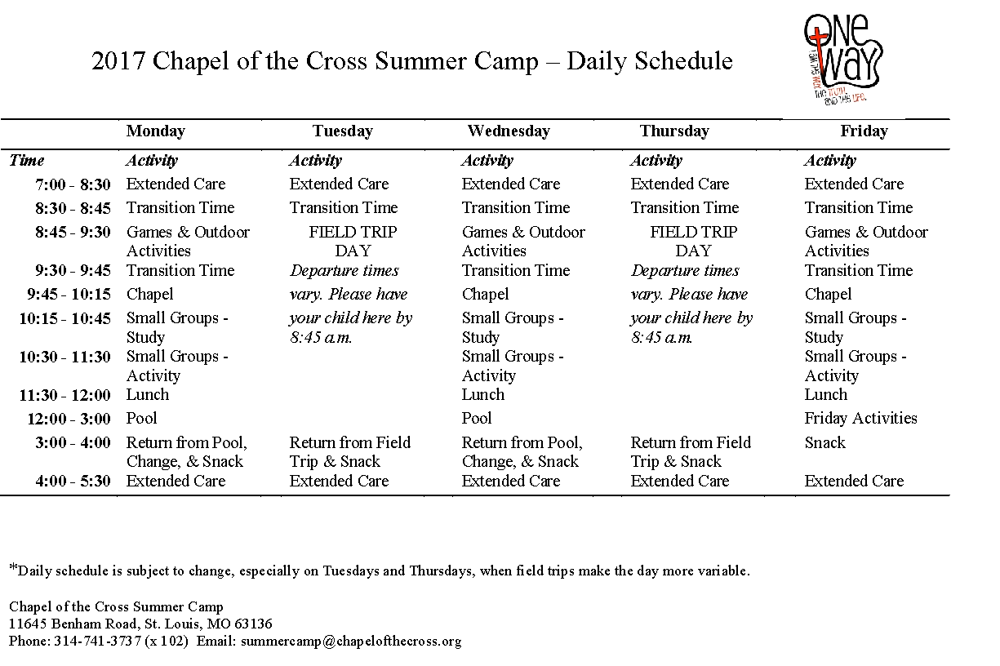 ONE
WAY
I AM THE WAY,
THE TRUTH,
AND THE LIFE.
2017 Chapel of the Cross Summer Camp – Daily Schedule
Monday Tuesday Wednesday Thursday Friday
Time Activity Activity Activity Activity Activity
7:00 - 8:30 Extended Care Extended Care Extended Care Extended Care Extended Care
8:30 - 8:45 Transition Time Transition Time Transition Time Transition Time Transition Time
8:45 - 9:30 Games & Outdoor FIELD TRIP Games & Outdoor FIELD TRIP Games & Outdoor
Activities DAY Activities DAY Activities
9:30 - 9:45 Transition Time Departure times Transition Time Departure times Transition Time
9:45 - 10:15 Chapel vary. Please have Chapel vary. Please have Chapel
10:15 - 10:45 Small Groups - your child here by Small Groups - your child here by Small Groups -
Study 8:45 a.m. Study 8:45 a.m. Study
10:30 - 11:30 Small Groups - Small Groups - Small Groups -
Activity Activity Activity
11:30 - 12:00 Lunch Lunch Lunch
12:00 - 3:00 Pool Pool Friday Activities
3:00 - 4:00 Return from Pool, Return from Field Return from Pool, Return from Field Snack
Change, & Snack Trip & Snack Change, & Snack Trip & Snack
4:00 - 5:30 Extended Care Extended Care Extended Care Extended Care Extended Care
*Daily schedule is subject to change, especially on Tuesdays and Thursdays, when field trips make the day more variable.
Chapel of the Cross Summer Camp
11645 Benham Road, St. Louis, MO 63136
Phone: 314-741-3737 (x 102) Email: summercamp@chapelofthecross.org